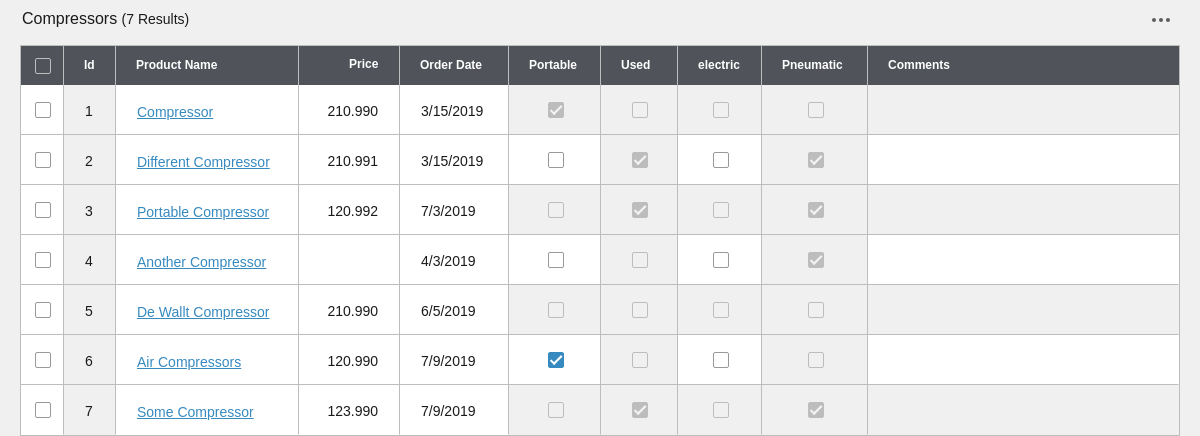 Compressors (7 Results)
Id Product Name Price Order Date Portable Used electric Pneumatic Comments
1 Compressor 210.990 3/15/2019
2 Different Compressor 210.991 3/15/2019
3 Portable Compressor 120.992 7/3/2019
4 Another Compressor 4/3/2019
5 De Wallt Compressor 210.990 6/5/2019
6 Air Compressors 120.990 7/9/2019
7 Some Compressor 123.990 7/9/2019